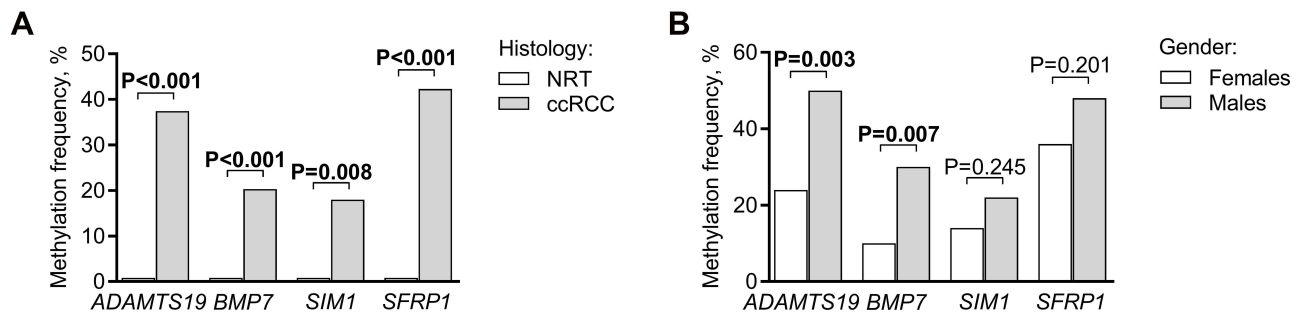 A
Methylation frequency, %
50
40
30
20
10
0
P<0.001
P<0.001
P=0.008
P<0.001
ADAMTS19 BMP7 SIM1 SFRP1
Histology:
NRT
ccRCC
B
Methylation frequency, %
60
40
20
0
P=0.003
P=0.007
P=0.245
P=0.201
ADAMTS19 BMP7 SIM1 SFRP1
Gender:
Females
Males